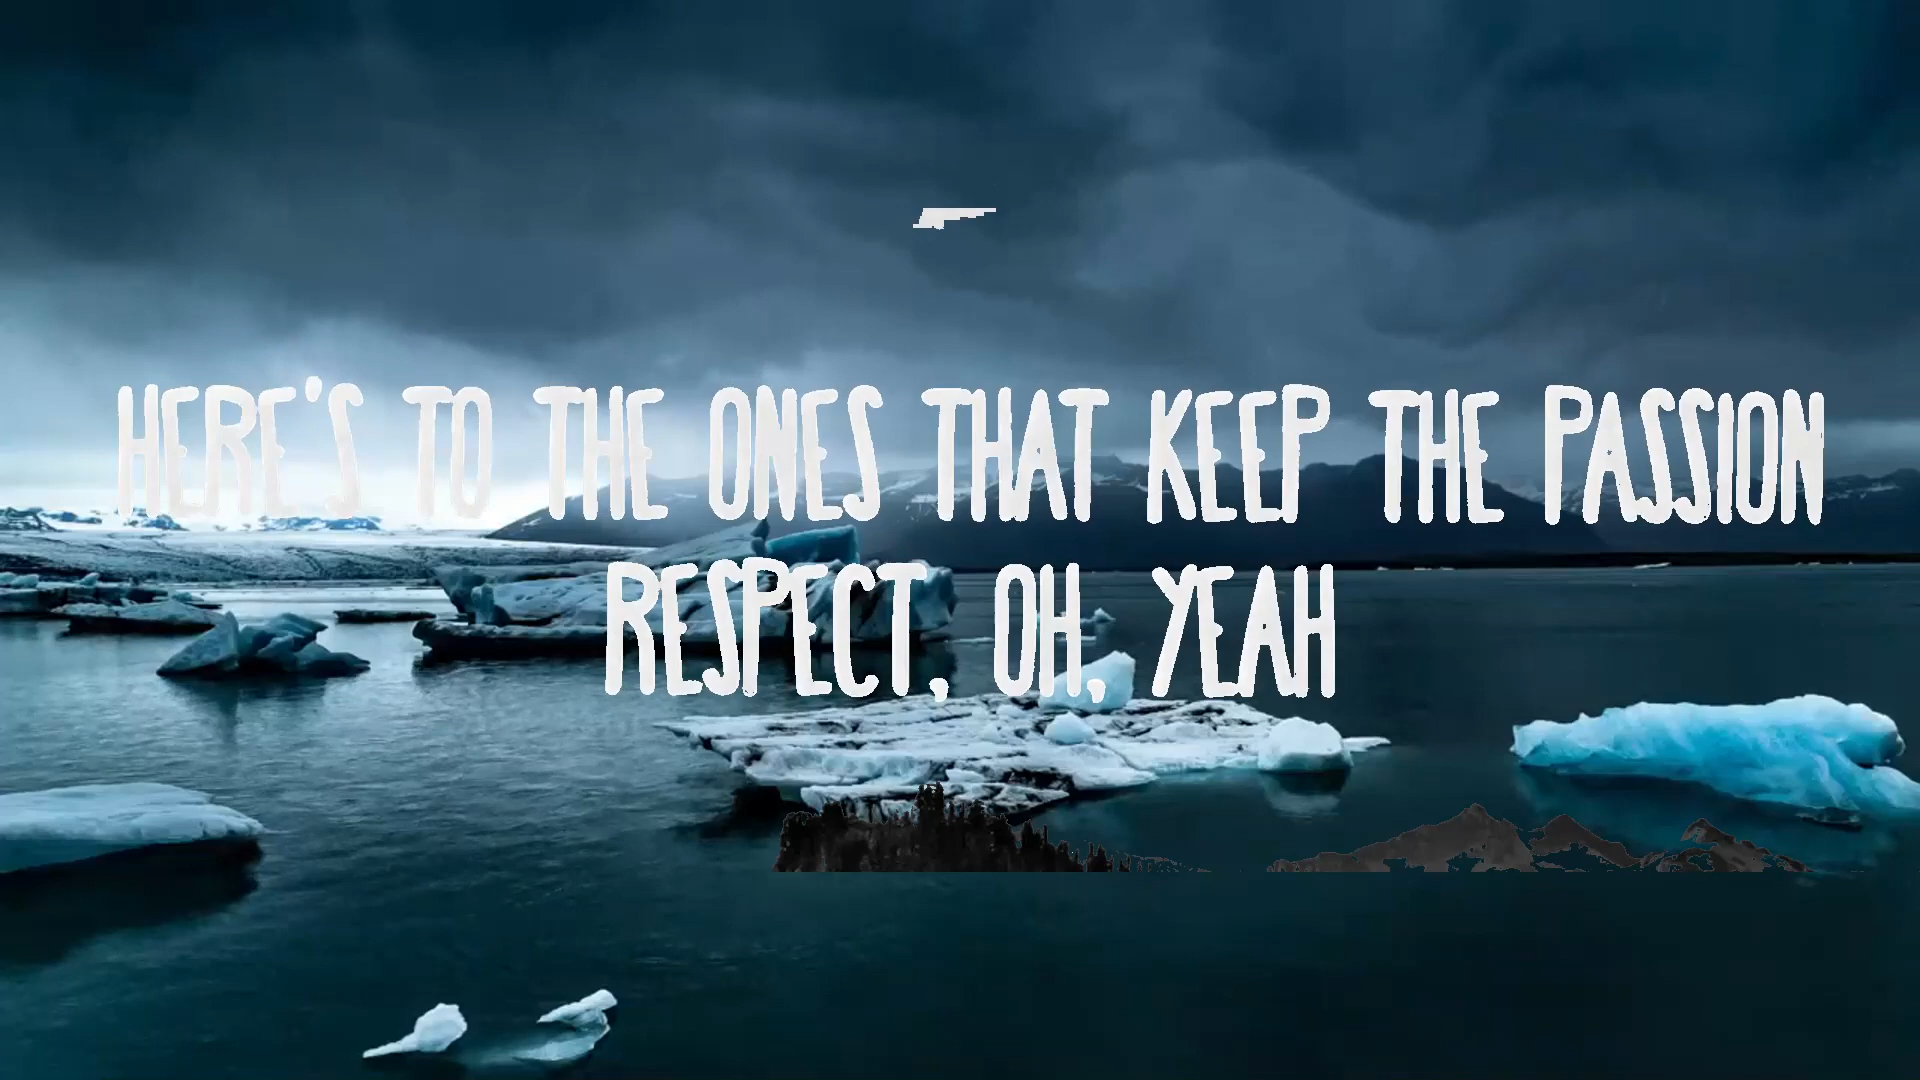 HERE'S TO THE ONES THAT KEEP THE PASSION
RESPECT, OH, YEAH